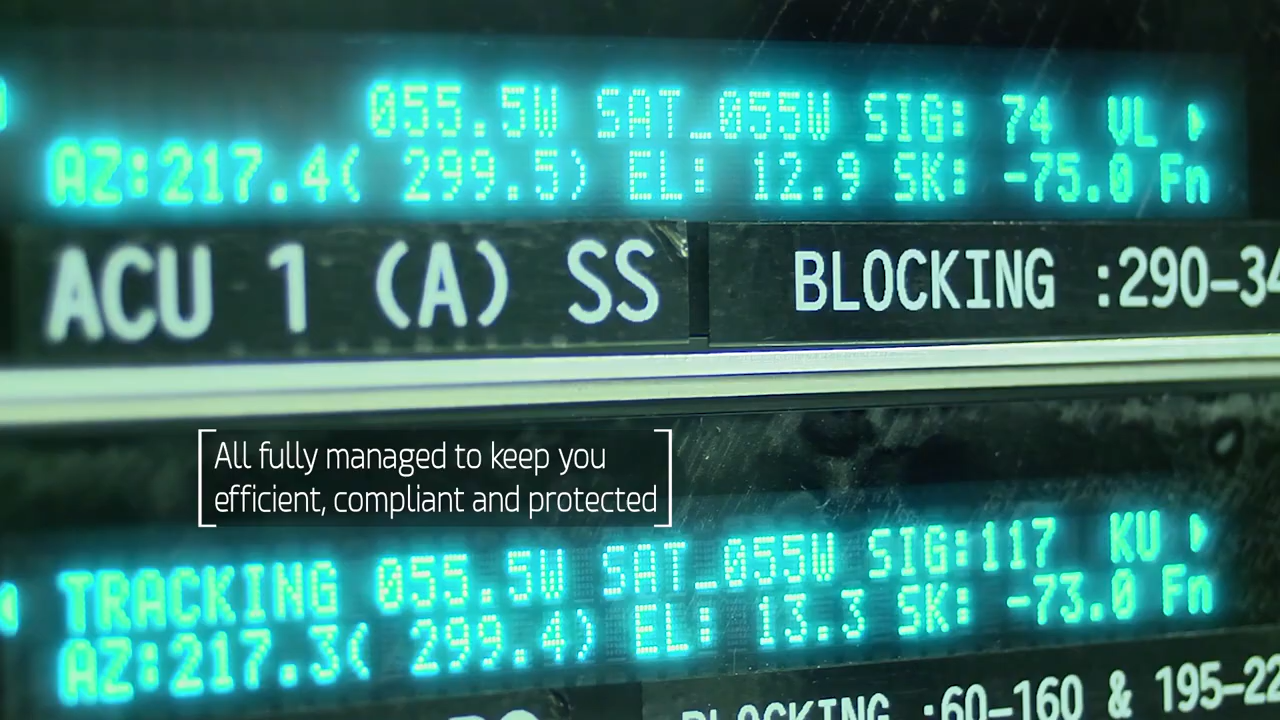 055.5W SAT_055W SIG: 74 VL
AZ:217.4( 299.5) EL: 12.9 SK: -75.0 Fn
ACU 1 (A) SS
BLOCKING :290-34
All fully managed to keep you
efficient, compliant and protected
TRACKING 055.5W SAT_055W SIG:117 KU
AZ:217.3( 299.4) EL: 13.3 SK: -73.0 Fn
BLOCKING :60-160 & 195-22